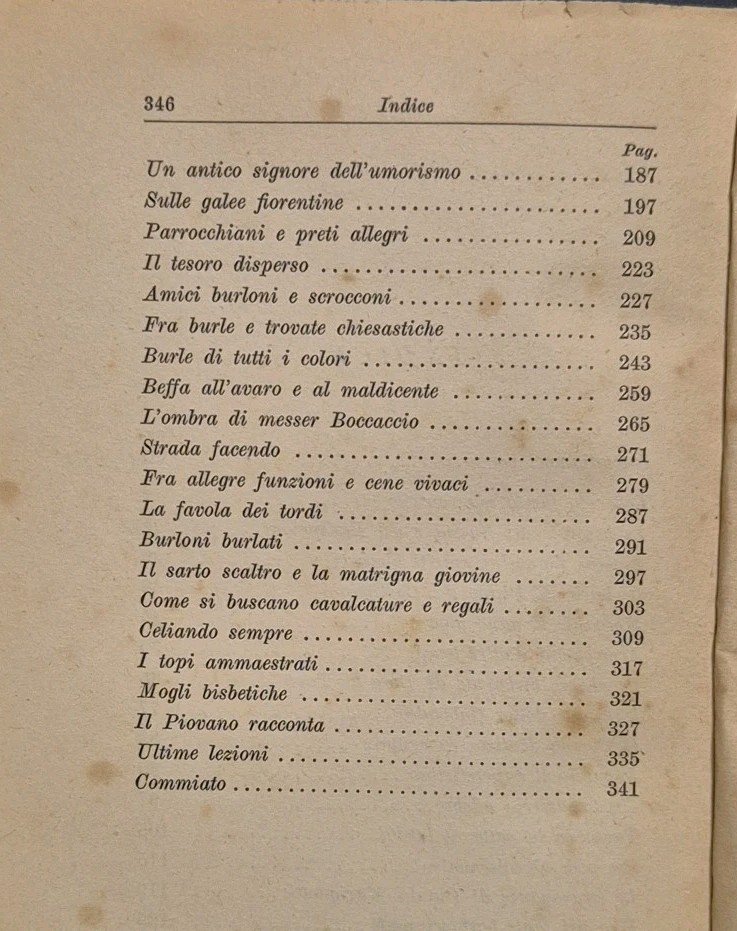 346 Indice
Pag.
Un antico signore dell'umorismo ............ 187
Sulle galee fiorentine ...................... 197
Parrocchiani e preti allegri ................ 209
Il tesoro disperso ......................... 223
Amici burloni e scrocconi .................. 227
Fra burle e trovate chiesastiche ............. 235
Burle di tutti i colori ..................... 243
Beffa all'avaro e al maldicente ............. 259
L'ombra di messer Boccaccio ............... 265
Strada facendo ........................... 271
Fra allegre funzioni e cene vivaci .......... 279
La favola dei tordi ....................... 287
Burloni burlati ........................... 291
Il sarto scaltro e la matrigna giovine ....... 297
Come si buscano cavalcature e regali ........ 303
Celiando sempre .......................... 309
I topi ammaestrati ........................ 317
Mogli bisbetiche .......................... 321
Il Piovano racconta ....................... 327
Ultime lezioni ............................ 335
Commiato ................................ 341